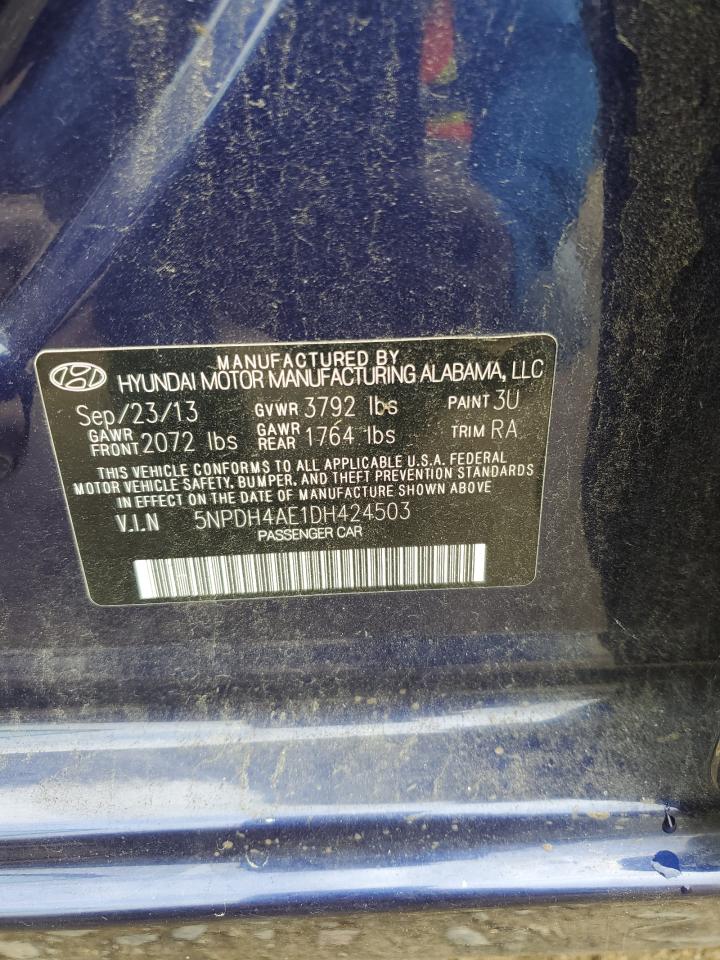 MANUFACTURED BY
HYUNDAI MOTOR MANUFACTURING ALABAMA, LLC
Sep/23/13 GVWR 3792 lbs PAINT 3U
GAWR FRONT 2072 lbs GAWR REAR 1764 lbs TRIM RA
THIS VEHICLE CONFORMS TO ALL APPLICABLE U.S.A. FEDERAL
MOTOR VEHICLE SAFETY, BUMPER, AND THEFT PREVENTION STANDARDS
IN EFFECT ON THE DATE OF MANUFACTURE SHOWN ABOVE
V.I.N 5NPDH4AE1DH424503
PASSENGER CAR